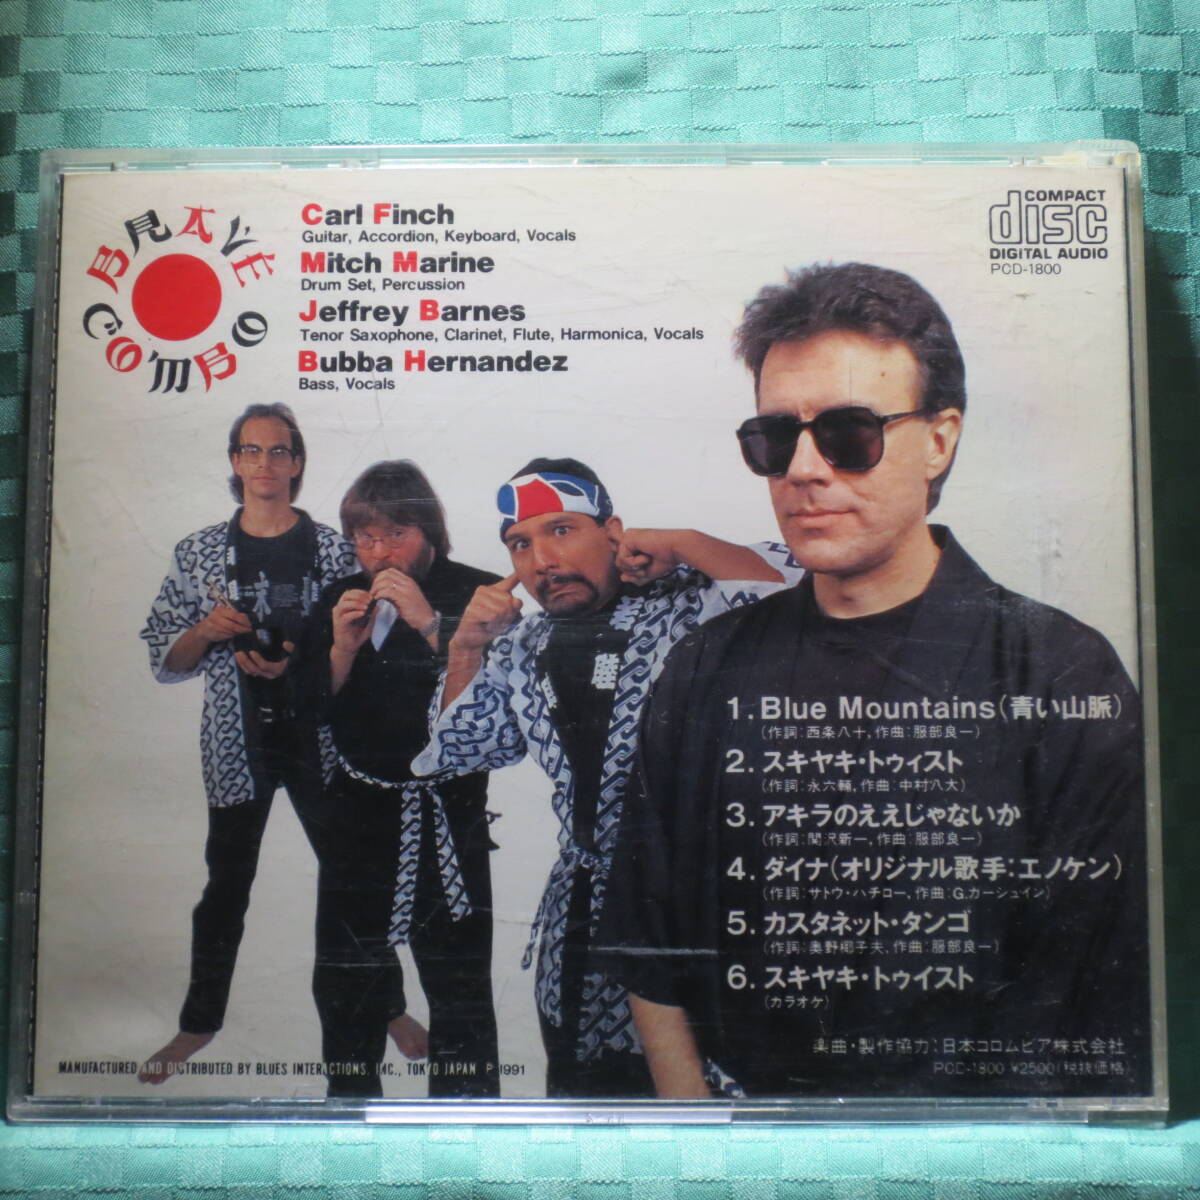 BRAVE COMBO
Carl Finch
Guitar, Accordion, Keyboard, Vocals
Mitch Marine
Drum Set, Percussion
Jeffrey Barnes
Tenor Saxophone, Clarinet, Flute, Harmonica, Vocals
Bubba Hernandez
Bass, Vocals
COMPACT
disc
DIGITAL AUDIO
PCD-1800
1. Blue Mountains(青い山脈)
(作詞:西条八十,作曲:服部良一)
2. スキヤキ・トゥィスト
(作詞:永六輔,作曲:中村八大)
3. アキラのええじゃないか
(作詞:関沢新一,作曲:服部良一)
4. ダイナ(オリジナル歌手:エノケン)
(作詞:サトウ・ハチロー,作曲:G.ガーシュイン)
5. カスタネット・タンゴ
(作詞:奥野椰子夫,作曲:服部良一)
6. スキヤキ・トゥイスト
(カラオケ)
楽曲・製作協力:日本コロムビア株式会社
PCD-1800 ¥2500(税抜価格)
MANUFACTURED AND DISTRIBUTED BY BLUES INTERACTIONS, INC., TOKYO JAPAN P 1991